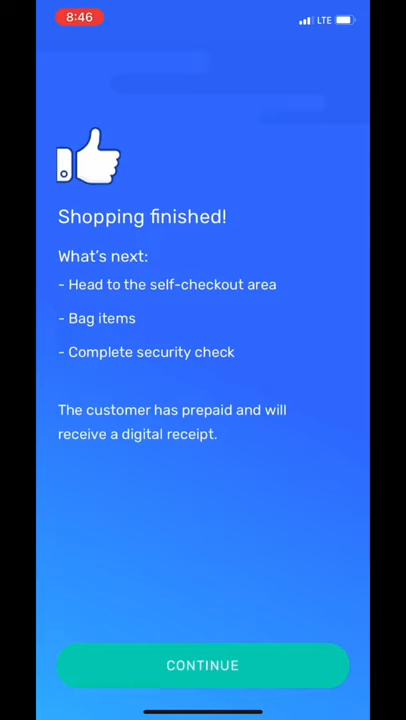 8:46
LTE
Shopping finished!
What's next:
- Head to the self-checkout area
- Bag items
- Complete security check
The customer has prepaid and will
receive a digital receipt.
CONTINUE